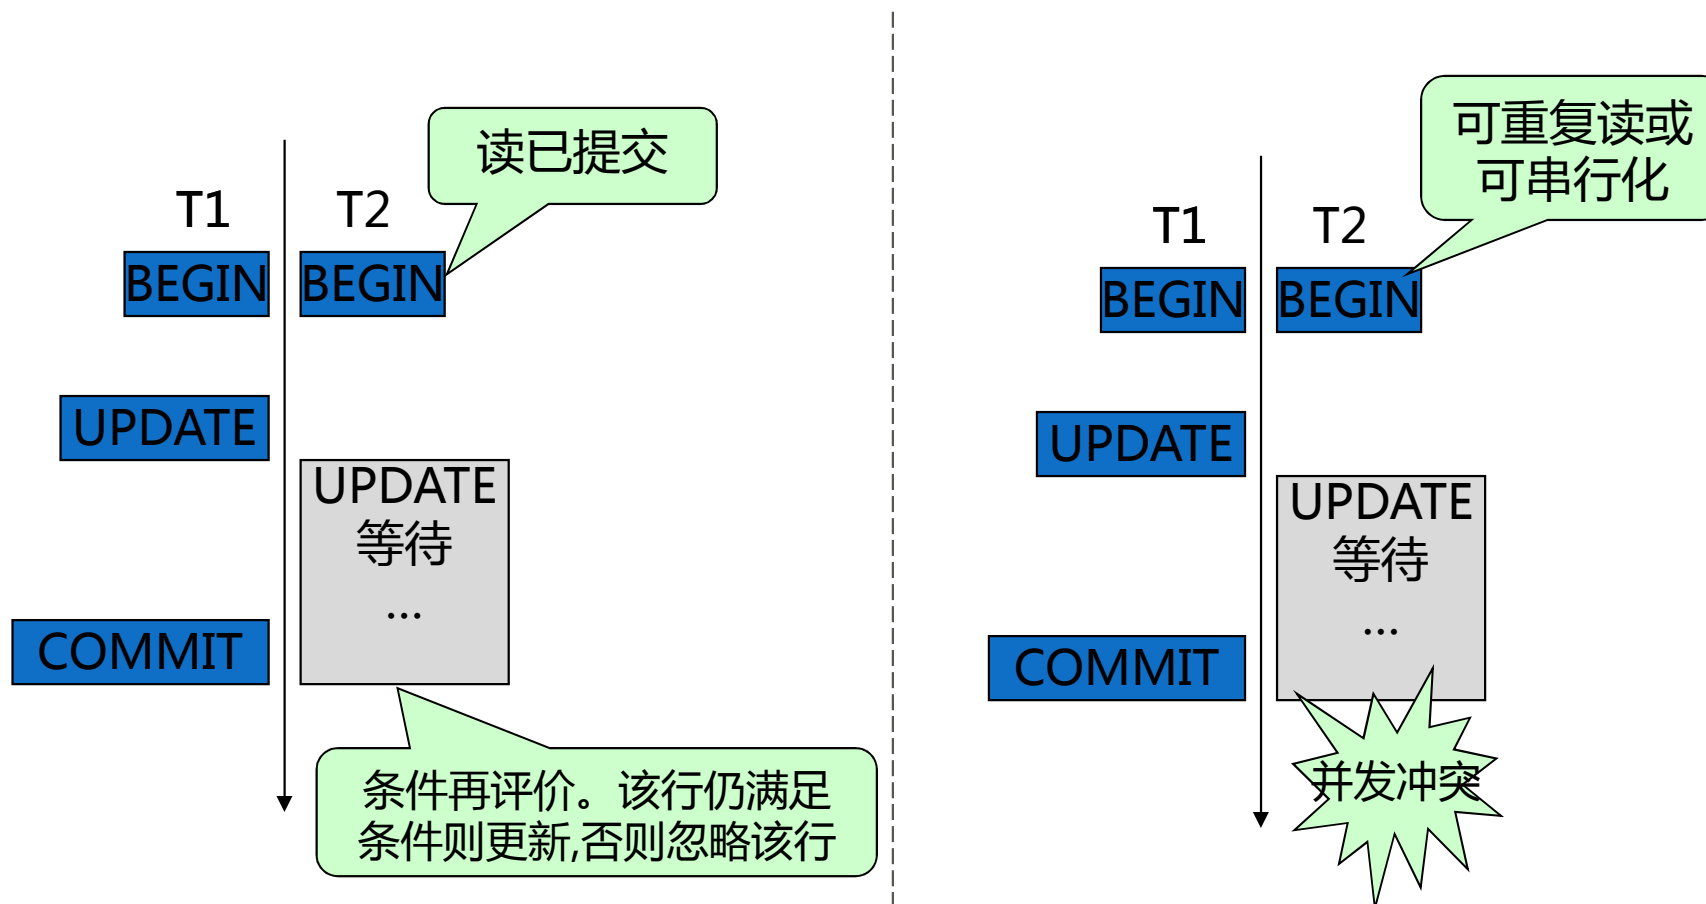 读已提交
T1
T2
BEGIN
BEGIN
UPDATE
UPDATE
等待
...
COMMIT
条件再评价。该行仍满足
条件则更新,否则忽略该行
可重复读或
可串行化
T1
T2
BEGIN
BEGIN
UPDATE
UPDATE
等待
...
COMMIT
并发冲突